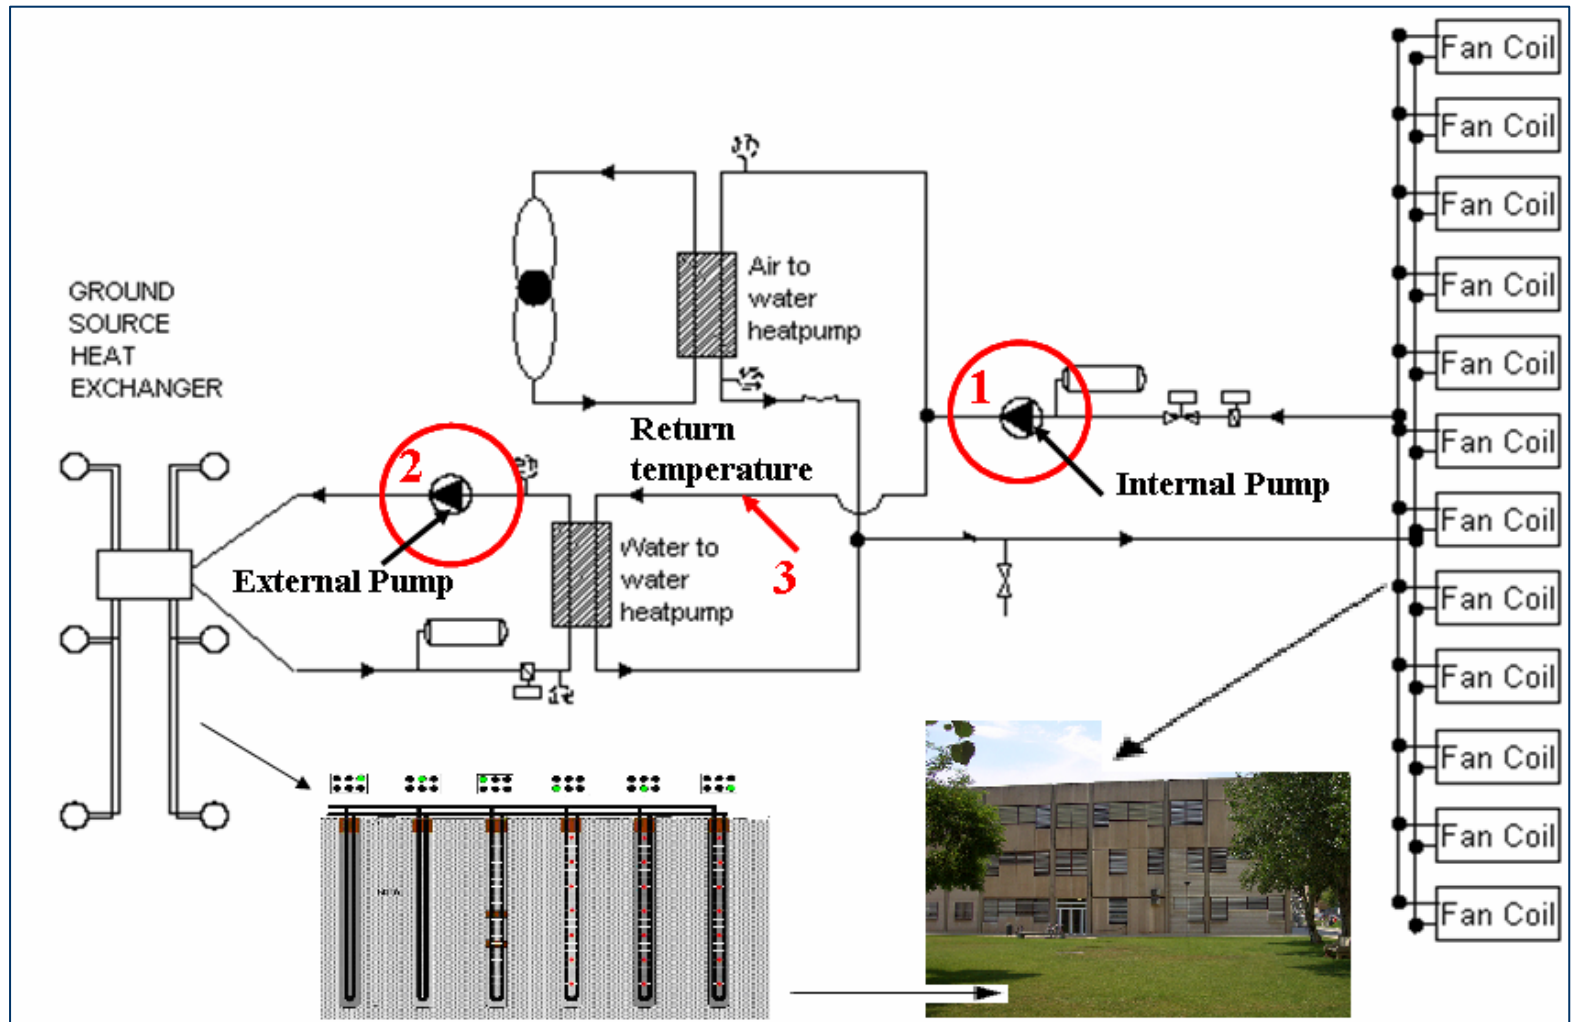 GROUND
SOURCE
HEAT
EXCHANGER
Air to
water
heatpump
1
Internal Pump
Return
temperature
2
External Pump
Water to
water
heatpump
3
Fan Coil
Fan Coil
Fan Coil
Fan Coil
Fan Coil
Fan Coil
Fan Coil
Fan Coil
Fan Coil
Fan Coil
Fan Coil
Fan Coil